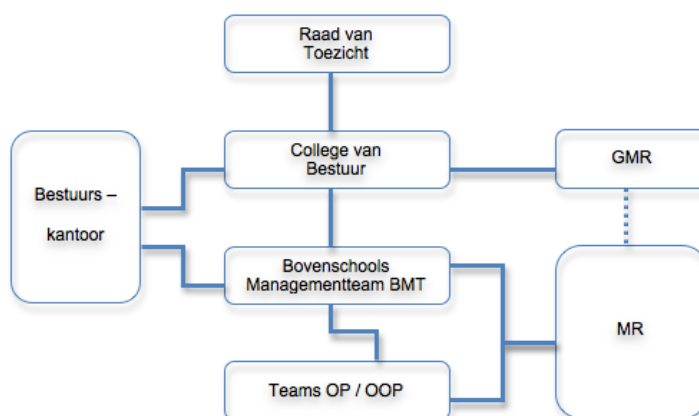 Raad van
Toezicht
College van
Bestuur
GMR
Bestuurs –
kantoor
Bovenschools
Managementteam BMT
MR
Teams OP / OOP